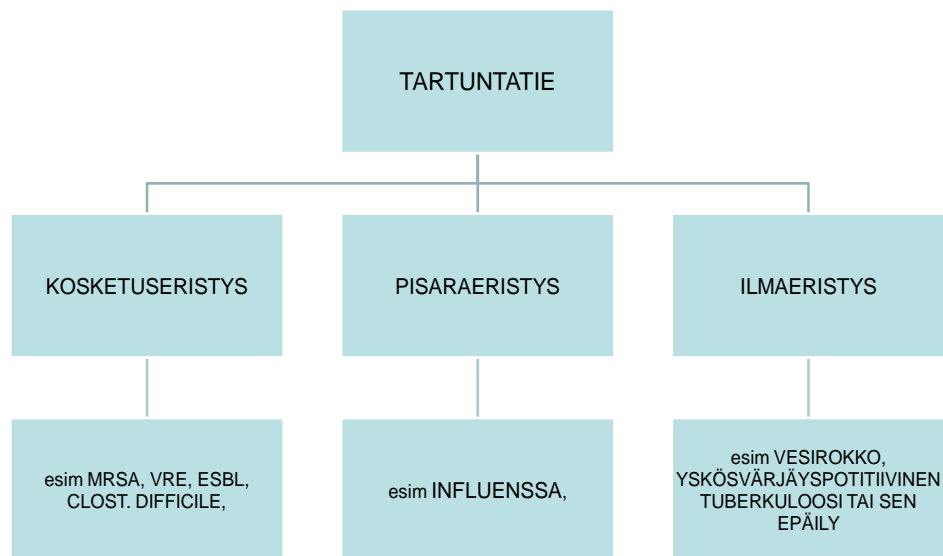 TARTUNTATIE
KOSKETUSERISTYS
PISARAERISTYS
ILMAERISTYS
esim MRSA, VRE, ESBL,
CLOST. DIFFICILE,
esim INFLUENSSA,
esim VESIROKKO,
YSKÖSVÄRJÄYSPOTITIIVINEN
TUBERKULOOSI TAI SEN
EPÄILY